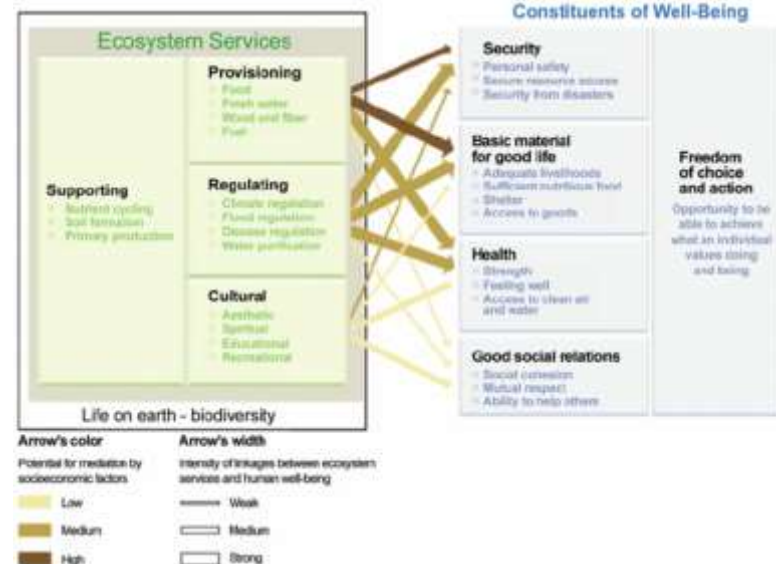 Constituents of Well-Being
Ecosystem Services
Supporting
Nutrient cycling
Soil formation
Primary production
Provisioning
Food
Fresh water
Wood and fiber
Fuel
Regulating
Climate regulation
Flood regulation
Disease regulation
Water purification
Cultural
Aesthetic
Spiritual
Educational
Recreational
Life on earth - biodiversity
Security
Personal safety
Secure resource access
Security from disasters
Basic material
for good life
Adequate livelihoods
Sufficient nutritious food
Shelter
Access to goods
Health
Strength
Feeling well
Access to clean air
and water
Good social relations
Social cohesion
Mutual respect
Ability to help others
Freedom
of choice
and action
Opportunity to be
able to achieve
what an individual
values doing
and being
Arrow's color
Potential for mediation by
socioeconomic factors
Low
Medium
High
Arrow's width
Intensity of linkages between ecosystem
services and human well-being
Weak
Medium
Strong